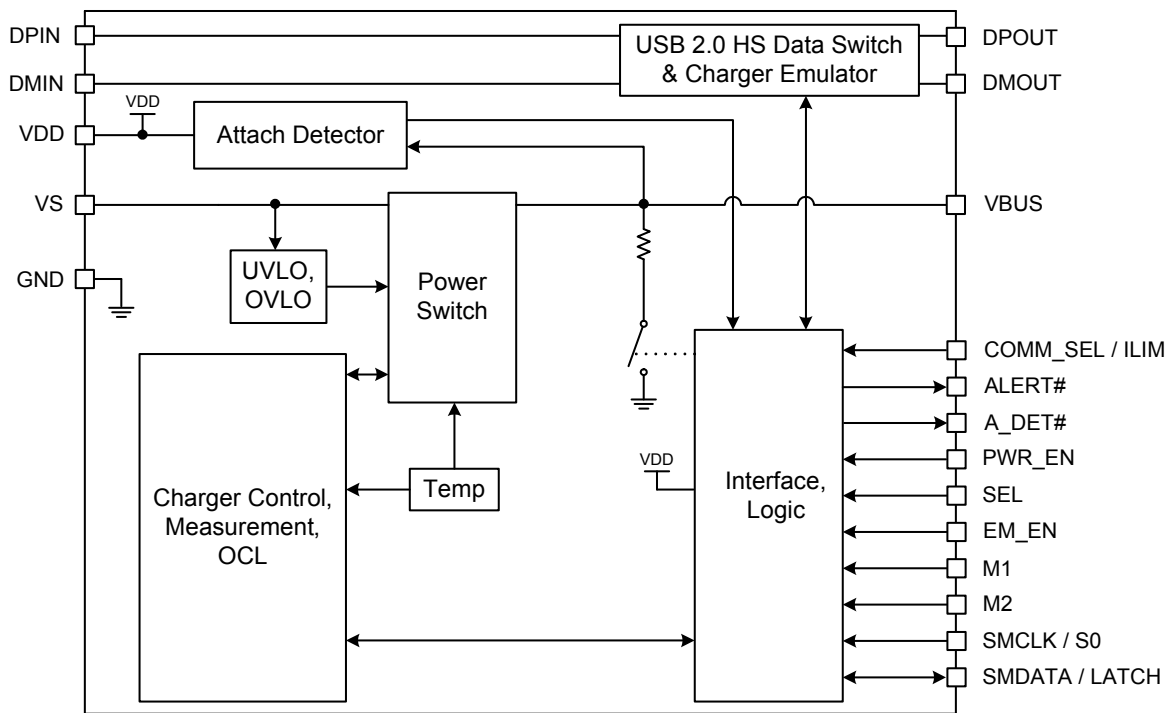 DPIN
DMIN
VDD
VS
GND
VDD
Attach Detector
USB 2.0 HS Data Switch
& Charger Emulator
DPOUT
DMOUT
VBUS
UVLO,
OVLO
Power
Switch
Charger Control,
Measurement,
OCL
Temp
VDD
Interface,
Logic
COMM_SEL / ILIM
ALERT#
A_DET#
PWR_EN
SEL
EM_EN
M1
M2
SMCLK / S0
SMDATA / LATCH